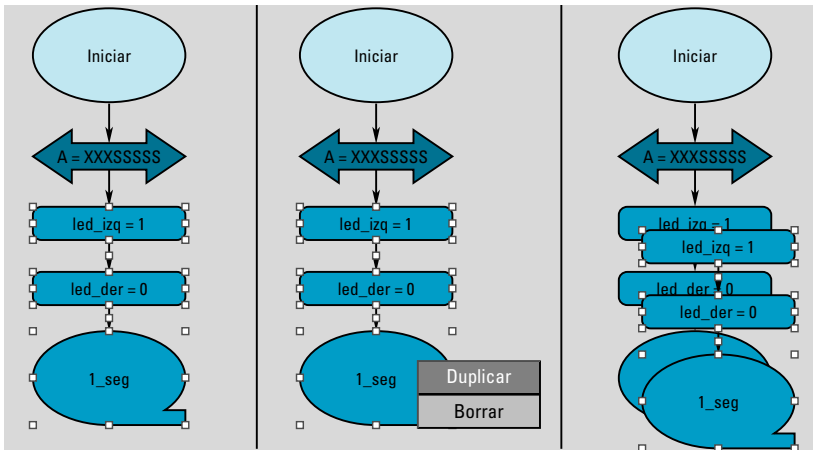 Iniciar
A = XXXSSSSS
led_izq = 1
led_der = 0
1_seg
Iniciar
A = XXXSSSSS
led_izq = 1
led_der = 0
1_seg
Duplicar
Borrar
Iniciar
A = XXXSSSSS
led_izq = 1
led_izq = 1
led_der = 0
led_der = 0
1_seg